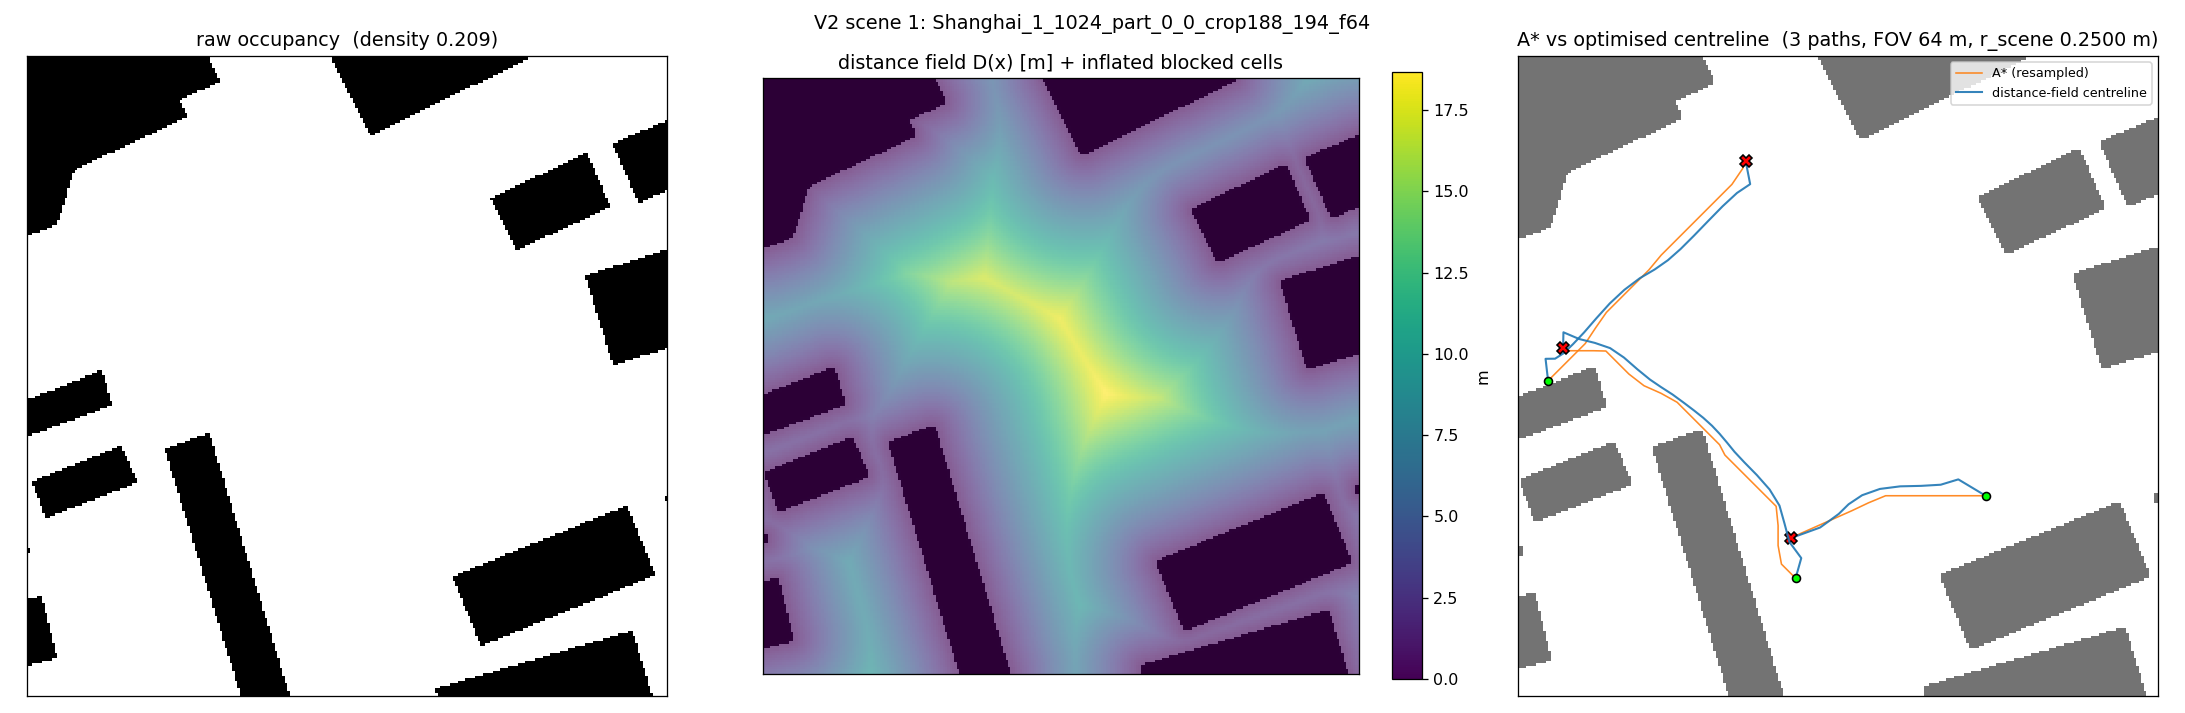 V2 scene 1: Shanghai_1_1024_part_0_0_crop188_194_f64
raw occupancy  (density 0.209)
distance field D(x) [m] + inflated blocked cells
17.5
15.0
12.5
10.0
7.5
5.0
2.5
0.0
m
A* vs optimised centreline  (3 paths, FOV 64 m, r_scene 0.2500 m)
A* (resampled)
distance-field centreline